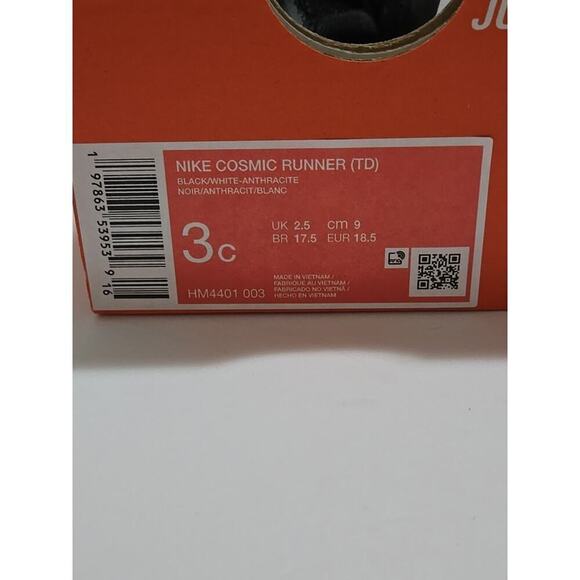 NIKE COSMIC RUNNER (TD)
BLACK/WHITE-ANTHRACITE
NOIR/ANTHRACIT/BLANC
3 C
UK 2.5 cm 9
BR 17.5 EUR 18.5
MADE IN VIETNAM /
FABRIQUE AU VIETNAM /
FABRICADO NO VIETNÃ /
HECHO EN VIETNAM
HM4401 003
1 97863 53953 9 16